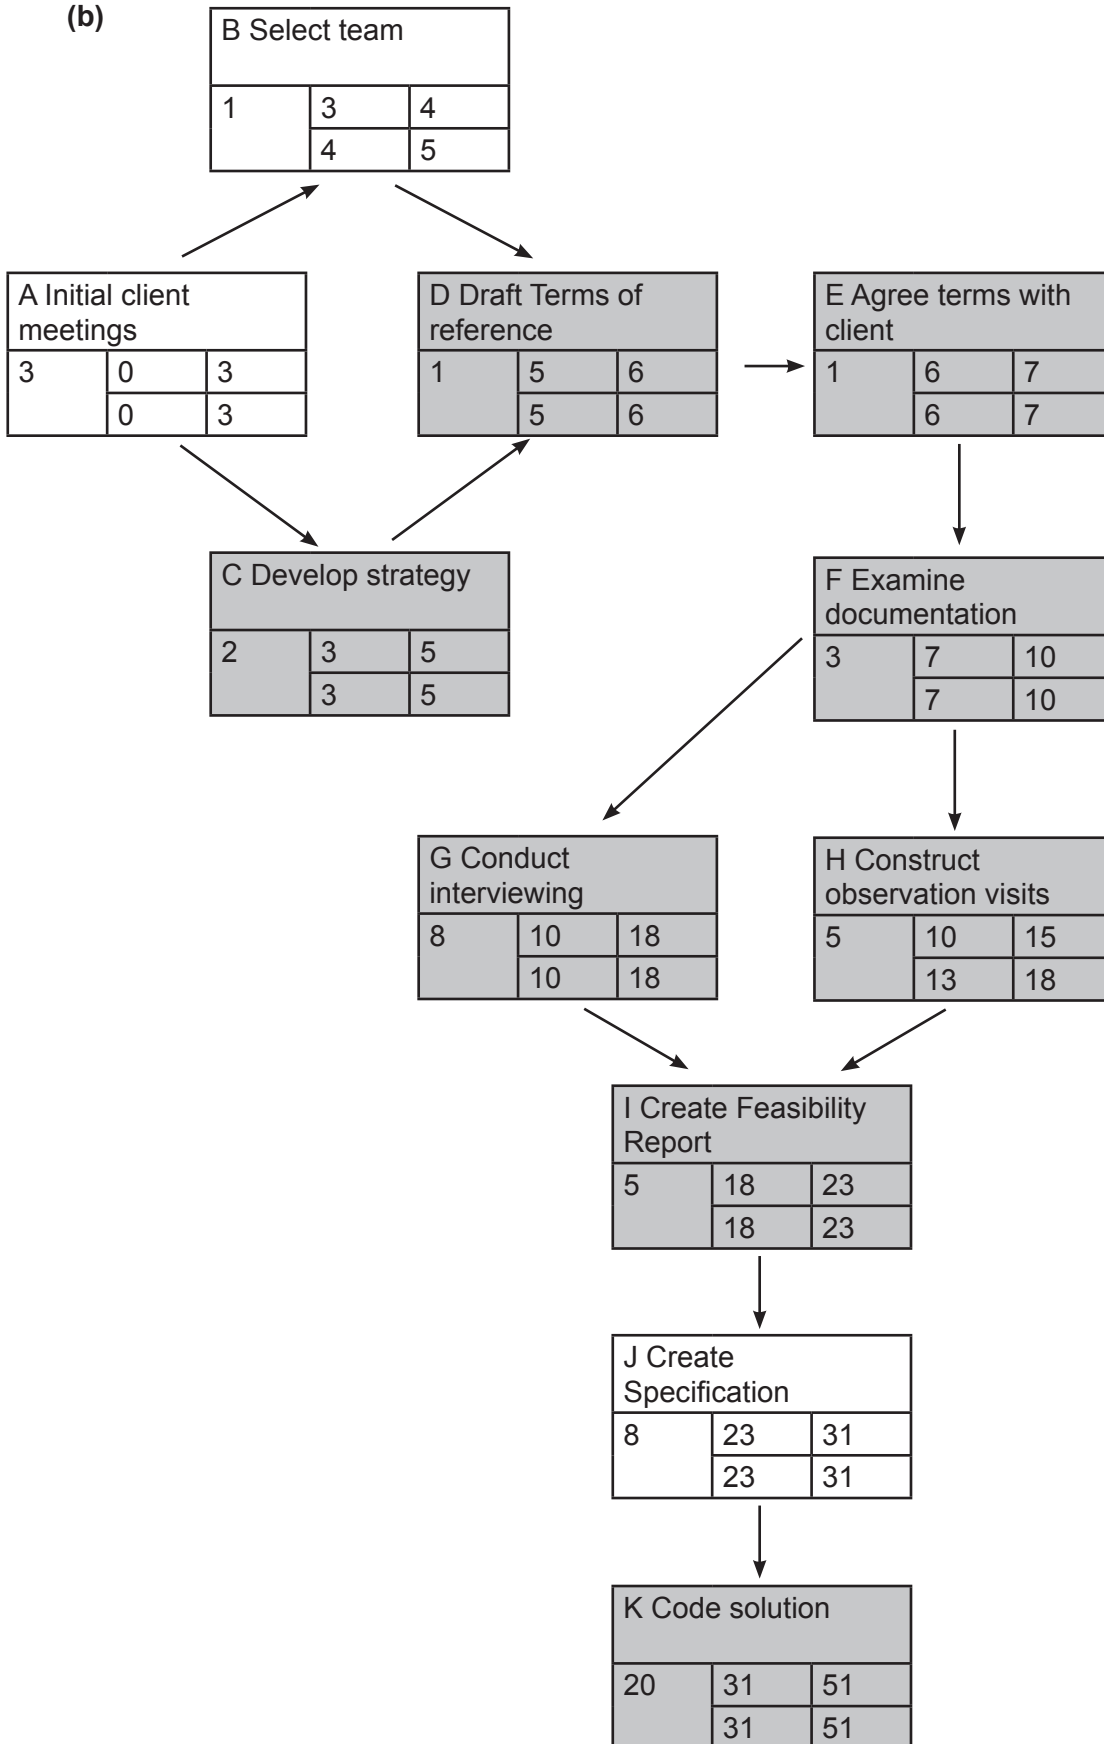 (b)
B Select team
1 3 4
4 5
A Initial client
meetings
3 0 3
0 3
D Draft Terms of
reference
1 5 6
5 6
E Agree terms with
client
1 6 7
6 7
C Develop strategy
2 3 5
3 5
F Examine
documentation
3 7 10
7 10
G Conduct
interviewing
8 10 18
10 18
H Construct
observation visits
5 10 15
13 18
I Create Feasibility
Report
5 18 23
18 23
J Create
Specification
8 23 31
23 31
K Code solution
20 31 51
31 51